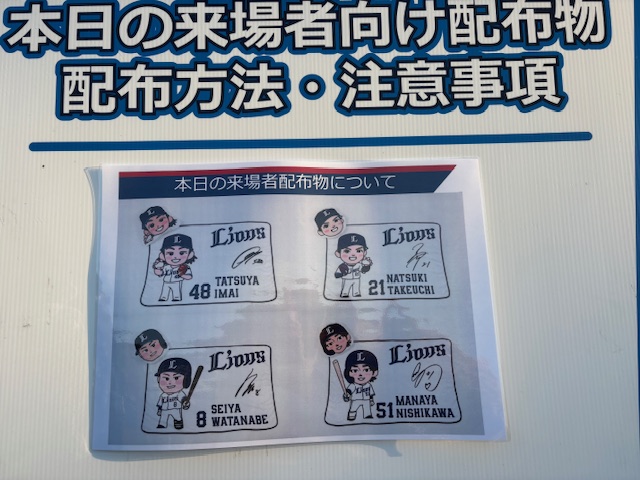 本日の来場者向け配布物
配布方法・注意事項
本日の来場者配布物について
Lions
48 TATSUYA
IMAI
Lions
21 NATSUKI
TAKEUCHI
Lions
8 SEIYA
WATANABE
Lions
51 MANAYA
NISHIKAWA